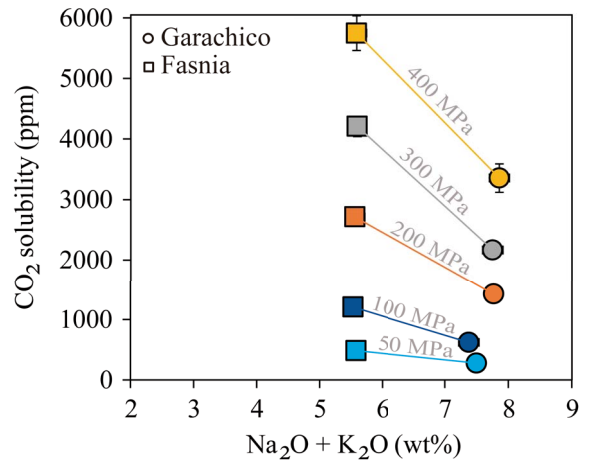 6000
5000
4000
3000
2000
1000
0
CO₂ solubility (ppm)
Garachico
Fasnia
400 MPa
300 MPa
200 MPa
100 MPa
50 MPa
2 3 4 5 6 7 8 9
Na₂O + K₂O (wt%)